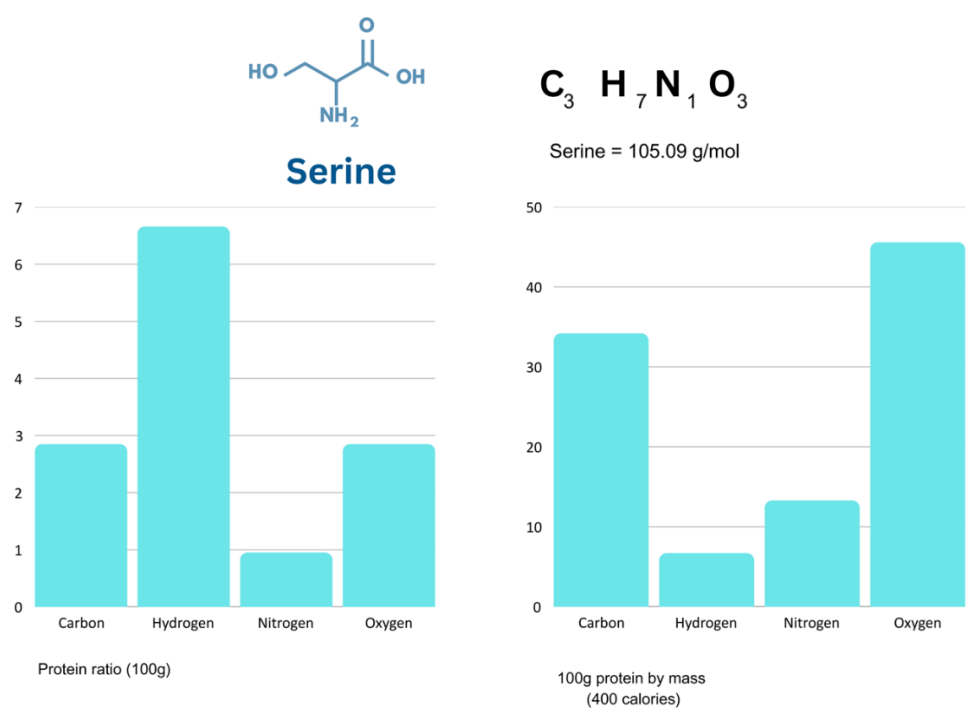 O
HO
OH
NH2
Serine
C3 H7 N1 O3
Serine = 105.09 g/mol
7
6
5
4
3
2
1
0
Carbon Hydrogen Nitrogen Oxygen
Protein ratio (100g)
50
40
30
20
10
0
Carbon Hydrogen Nitrogen Oxygen
100g protein by mass
(400 calories)